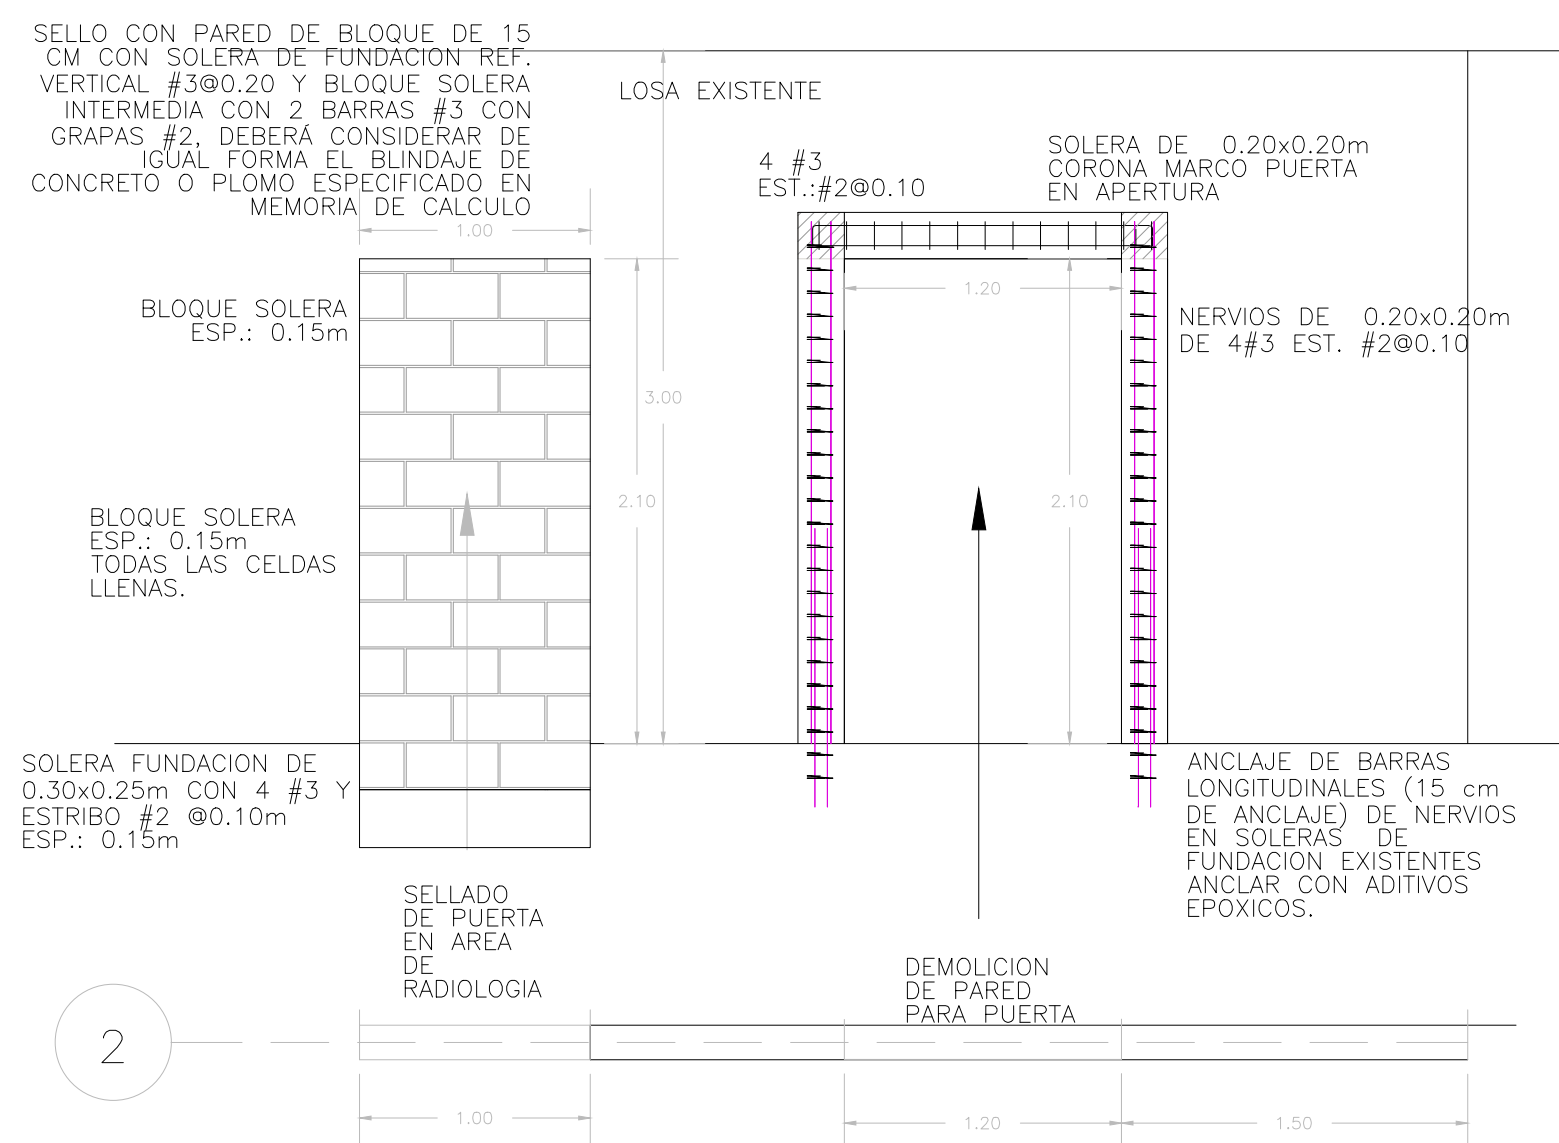 SELLO CON PARED DE BLOQUE DE 15
CM CON SOLERA DE FUNDACION REF.
VERTICAL #3@0.20 Y BLOQUE SOLERA
INTERMEDIA CON 2 BARRAS #3 CON
GRAPAS #2, DEBERÁ CONSIDERAR DE
IGUAL FORMA EL BLINDAJE DE
CONCRETO O PLOMO ESPECIFICADO EN
MEMORIA DE CALCULO
LOSA EXISTENTE
4 #3
EST.:#2@0.10
SOLERA DE 0.20x0.20m
CORONA MARCO PUERTA
EN APERTURA
1.00
1.20
BLOQUE SOLERA
ESP.: 0.15m
NERVIOS DE 0.20x0.20m
DE 4#3 EST. #2@0.10
3.00
2.10
2.10
BLOQUE SOLERA
ESP.: 0.15m
TODAS LAS CELDAS
LLENAS.
SOLERA FUNDACION DE
0.30x0.25m CON 4 #3 Y
ESTRIBO #2 @0.10m
ESP.: 0.15m
ANCLAJE DE BARRAS
LONGITUDINALES (15 cm
DE ANCLAJE) DE NERVIOS
EN SOLERAS DE
FUNDACION EXISTENTES
ANCLAR CON ADITIVOS
EPOXICOS.
SELLADO
DE PUERTA
EN AREA
DE
RADIOLOGIA
DEMOLICION
DE PARED
PARA PUERTA
2
1.00
1.20
1.50